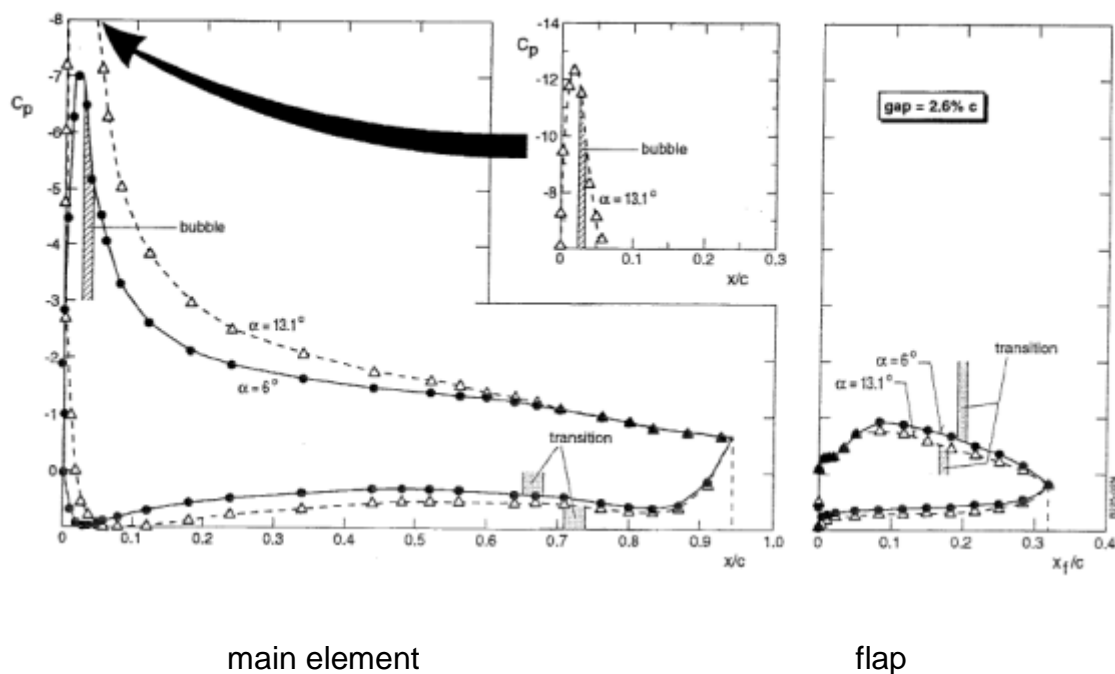 -8
-7
Cp
-6
-5
-4
-3
-2
-1
0
bubble
α = 13.1°
α = 6°
transition
0
0.1
0.2
0.3
0.4
0.5
0.6
0.7
0.8
0.9
1.0
x/c
-14
Cp
-12
-10
-8
bubble
α = 13.1°
0
0.1
0.2
0.3
x/c
gap = 2.6% c
transition
α = 6°
α = 13.1°
0
0.1
0.2
0.3
0.4
xf/c
main element
flap